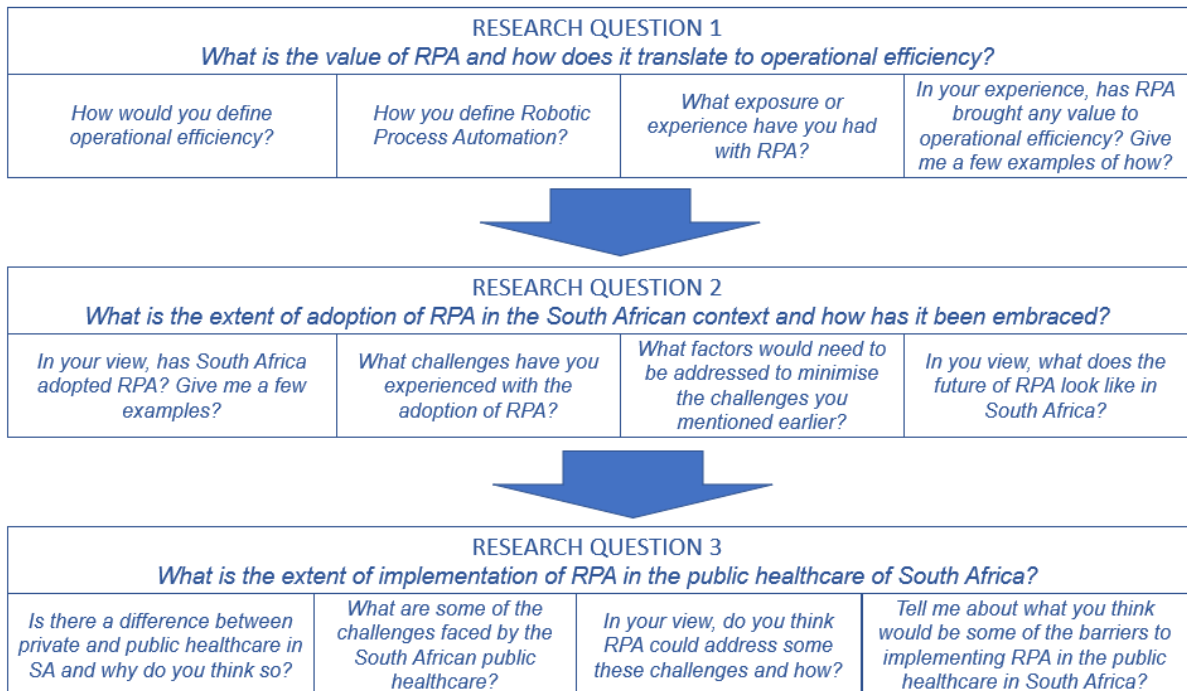 RESEARCH QUESTION 1
What is the value of RPA and how does it translate to operational efficiency?
How would you define
operational efficiency?
How you define Robotic
Process Automation?
What exposure or
experience have you had
with RPA?
In your experience, has RPA
brought any value to
operational efficiency? Give
me a few examples of how?
RESEARCH QUESTION 2
What is the extent of adoption of RPA in the South African context and how has it been embraced?
In your view, has South Africa
adopted RPA? Give me a few
examples?
What challenges have you
experienced with the
adoption of RPA?
What factors would need to
be addressed to minimise
the challenges you
mentioned earlier?
In you view, what does the
future of RPA look like in
South Africa?
RESEARCH QUESTION 3
What is the extent of implementation of RPA in the public healthcare of South Africa?
Is there a difference between
private and public healthcare in
SA and why do you think so?
What are some of the
challenges faced by the
South African public
healthcare?
In your view, do you think
RPA could address some
these challenges and how?
Tell me about what you think
would be some of the barriers to
implementing RPA in the public
healthcare in South Africa?